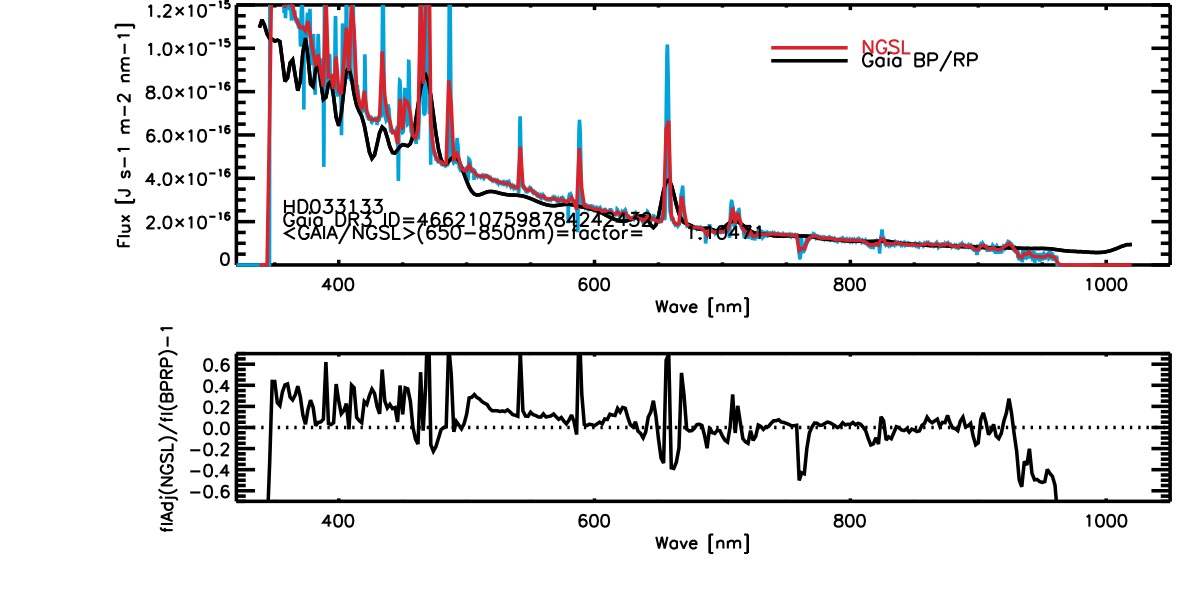 1.2×10⁻¹⁵
1.0×10⁻¹⁵
8.0×10⁻¹⁶
6.0×10⁻¹⁶
4.0×10⁻¹⁶
2.0×10⁻¹⁶
0
Flux [J s−1 m−2 nm−1]
NGSL
Gaia BP/RP
HD033133
Gaia DR3 ID=4662107598784242432
<GAIA/NGSL>(650−850nm)=factor=
400 600 800 1000
Wave [nm]
0.6
0.4
0.2
0.0
−0.2
−0.4
−0.6
flAdj(NGSL)/fl(BPRP)−1
400 600 800 1000
Wave [nm]